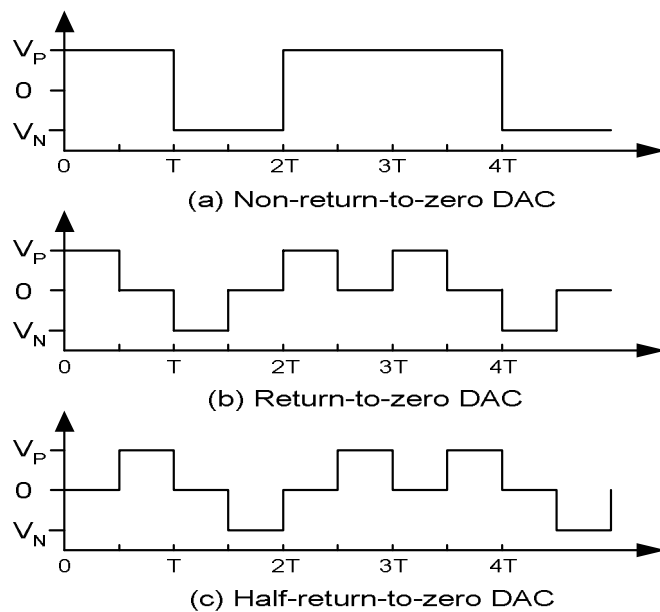 V_P
0
V_N
0 T 2T 3T 4T
(a) Non-return-to-zero DAC
V_P
0
V_N
0 T 2T 3T 4T
(b) Return-to-zero DAC
V_P
0
V_N
0 T 2T 3T 4T
(c) Half-return-to-zero DAC